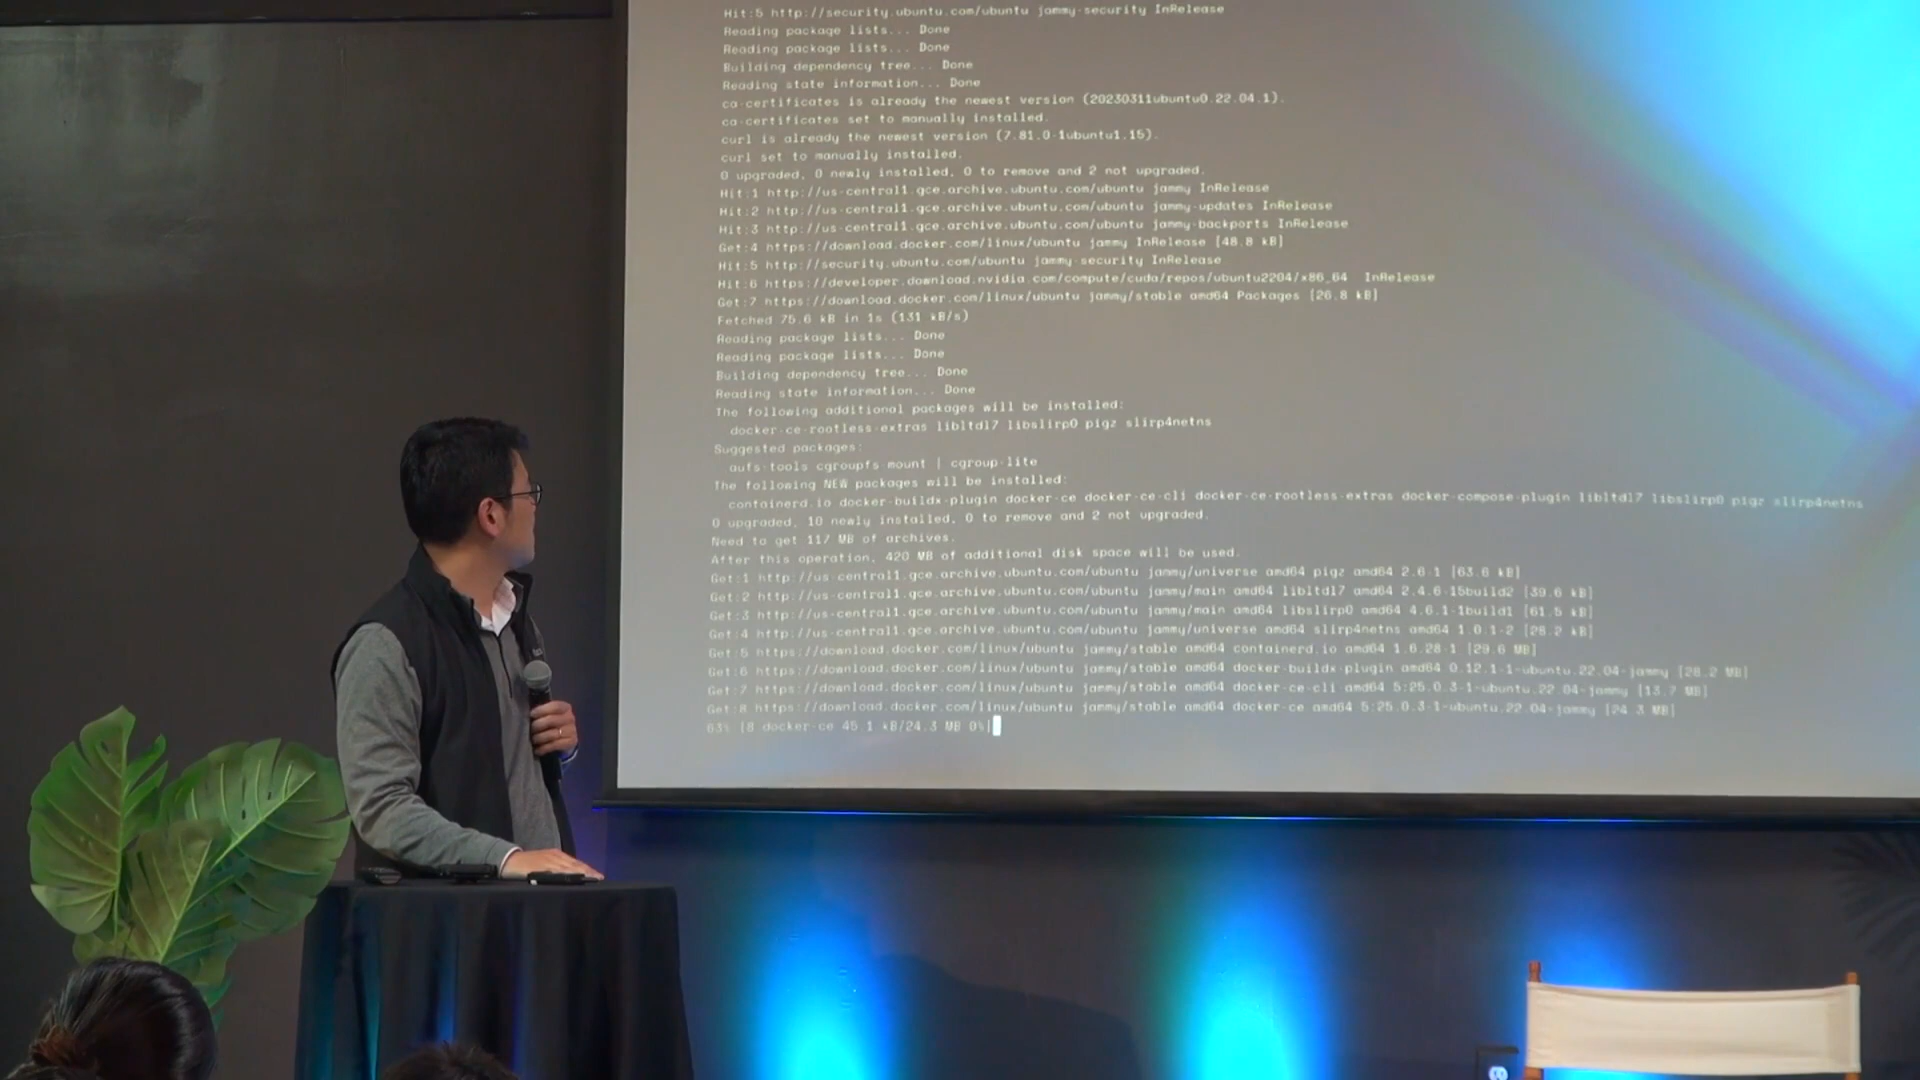 Hit:5 http://security.ubuntu.com/ubuntu jammy-security InRelease
Reading package lists... Done
Reading package lists... Done
Building dependency tree... Done
Reading state information... Done
ca-certificates is already the newest version (20230311ubuntu0.22.04.1).
ca-certificates set to manually installed.
curl is already the newest version (7.81.0-1ubuntu1.15).
curl set to manually installed.
0 upgraded, 0 newly installed, 0 to remove and 2 not upgraded.
Hit:1 http://us-central1.gce.archive.ubuntu.com/ubuntu jammy InRelease
Hit:2 http://us-central1.gce.archive.ubuntu.com/ubuntu jammy-updates InRelease
Hit:3 http://us-central1.gce.archive.ubuntu.com/ubuntu jammy-backports InRelease
Get:4 https://download.docker.com/linux/ubuntu jammy InRelease [48.8 kB]
Hit:5 http://security.ubuntu.com/ubuntu jammy-security InRelease
Hit:6 https://developer.download.nvidia.com/compute/cuda/repos/ubuntu2204/x86_64  InRelease
Get:7 https://download.docker.com/linux/ubuntu jammy/stable amd64 Packages [26.8 kB]
Fetched 75.6 kB in 1s (131 kB/s)
Reading package lists... Done
Reading package lists... Done
Building dependency tree... Done
Reading state information... Done
The following additional packages will be installed:
docker-ce-rootless-extras libltdl7 libslirp0 pigz slirp4netns
Suggested packages:
aufs-tools cgroupfs-mount | cgroup-lite
The following NEW packages will be installed:
containerd.io docker-buildx-plugin docker-ce docker-ce-cli docker-ce-rootless-extras docker-compose-plugin libltdl7 libslirp0 pigz slirp4netns
0 upgraded, 10 newly installed, 0 to remove and 2 not upgraded.
Need to get 117 MB of archives.
After this operation, 420 MB of additional disk space will be used.
Get:1 http://us-central1.gce.archive.ubuntu.com/ubuntu jammy/universe amd64 pigz amd64 2.6-1 [63.6 kB]
Get:2 http://us-central1.gce.archive.ubuntu.com/ubuntu jammy/main amd64 libltdl7 amd64 2.4.6-15build2 [39.6 kB]
Get:3 http://us-central1.gce.archive.ubuntu.com/ubuntu jammy/main amd64 libslirp0 amd64 4.6.1-1build1 [61.5 kB]
Get:4 http://us-central1.gce.archive.ubuntu.com/ubuntu jammy/universe amd64 slirp4netns amd64 1.0.1-2 [28.2 kB]
Get:5 https://download.docker.com/linux/ubuntu jammy/stable amd64 containerd.io amd64 1.6.28-1 [29.6 MB]
Get:6 https://download.docker.com/linux/ubuntu jammy/stable amd64 docker-buildx-plugin amd64 0.12.1-1~ubuntu.22.04~jammy [28.2 MB]
Get:7 https://download.docker.com/linux/ubuntu jammy/stable amd64 docker-ce-cli amd64 5:25.0.3-1~ubuntu.22.04~jammy [13.7 MB]
Get:8 https://download.docker.com/linux/ubuntu jammy/stable amd64 docker-ce amd64 5:25.0.3-1~ubuntu.22.04~jammy [24.3 MB]
63% [8 docker-ce 45.1 kB/24.3 MB 0%]